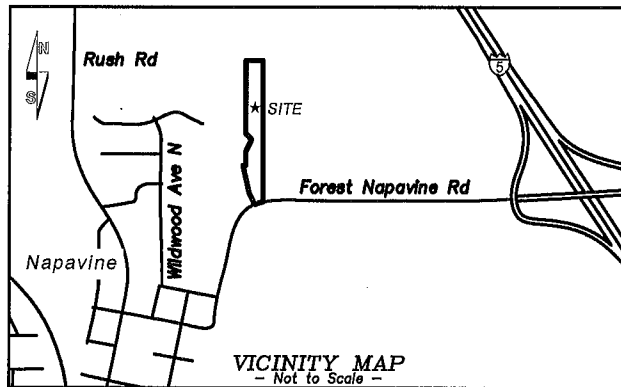 N
S
Rush Rd
5
SITE
Wildwood Ave N
Forest Napavine Rd
Napavine
VICINITY MAP
- Not to Scale -